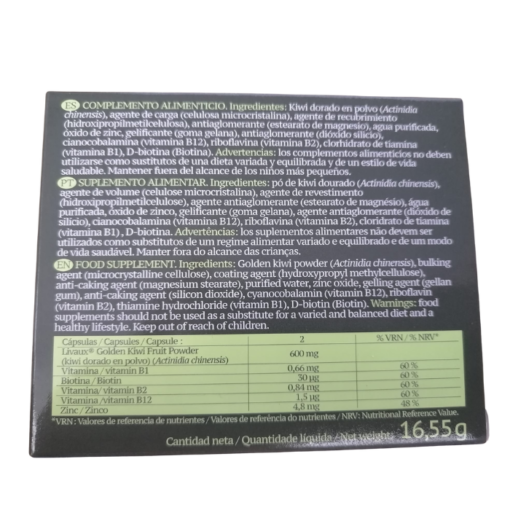 ES COMPLEMENTO ALIMENTICIO. Ingredientes: Kiwi dorado en polvo (Actinidia
chinensis), agente de carga (celulosa microcristalina), agente de recubrimiento
(hidroxipropilmetilcelulosa), antiaglomerante (estearato de magnesio), agua purificada,
óxido de zinc, gelificante (goma gelana), antiaglomerante (dióxido silicio),
cianocobalamina (vitamina B12), riboflavina (vitamina B2), clorhidrato de tiamina
(vitamina B1), D-biotina (Biotina). Advertencias: los complementos alimenticios no deben
utilizarse como sustitutos de una dieta variada y equilibrada y de un estilo de vida
saludable. Mantener fuera del alcance de los niños más pequeños.
PT SUPLEMENTO ALIMENTAR. Ingredientes: pó de kiwi dourado (Actinidia chinensis),
agente de volume (celulose microcristalina), agente de revestimento
(hidroxipropilmetilcelulose), agente antiaglomerante (estearato de magnésio), água
purificada, óxido de zinco, gelificante (goma gelana), agente antiaglomerante (dióxido de
silício), cianocobalamina (vitamina B12), riboflavina (vitamina B2), cloridrato de tiamina
(vitamina B1), D-biotina. Advertências: los suplementos alimentares não devem ser
utilizados como substitutos de um regime alimentar variado e equilibrado e de um modo
de vida saudável. Manter fora do alcance das crianças.
EN FOOD SUPPLEMENT. Ingredients: Golden kiwi powder (Actinidia chinensis), bulking
agent (microcrystalline cellulose), coating agent (hydroxypropyl methylcellulose),
anti-caking agent (magnesium stearate), purified water, zinc oxide, gelling agent (gellan
gum), anti-caking agent (silicon dioxide), cyanocobalamin (vitamin B12), riboflavin
(vitamin B2), thiamine hydrochloride (vitamin B1), D-biotin (Biotin). Warnings: food
supplements should not be used as a substitute for a varied and balanced diet and a
healthy lifestyle. Keep out of reach of children.
Cápsulas / Capsules / Capsule : 2 % VRN / % NRV*
Livaux® Golden Kiwi Fruit Powder 600 mg
(kiwi dorado en polvo) (Actinidia chinensis)
Vitamina/vitamin B1 0,66 mg 60 %
Biotina / Biotin 30 µg 60 %
Vitamina/vitamin B2 0,84 mg 60 %
Vitamina/vitamin B12 1,5 µg 60 %
Zinc / Zinco 4,8 mg 48 %
*VRN: Valores de referencia de nutrientes / Valores de referência do nutrientes / NRV: Nutritional Reference Value.
Cantidad neta / Quantidade líquida / Net weight: 16,55g